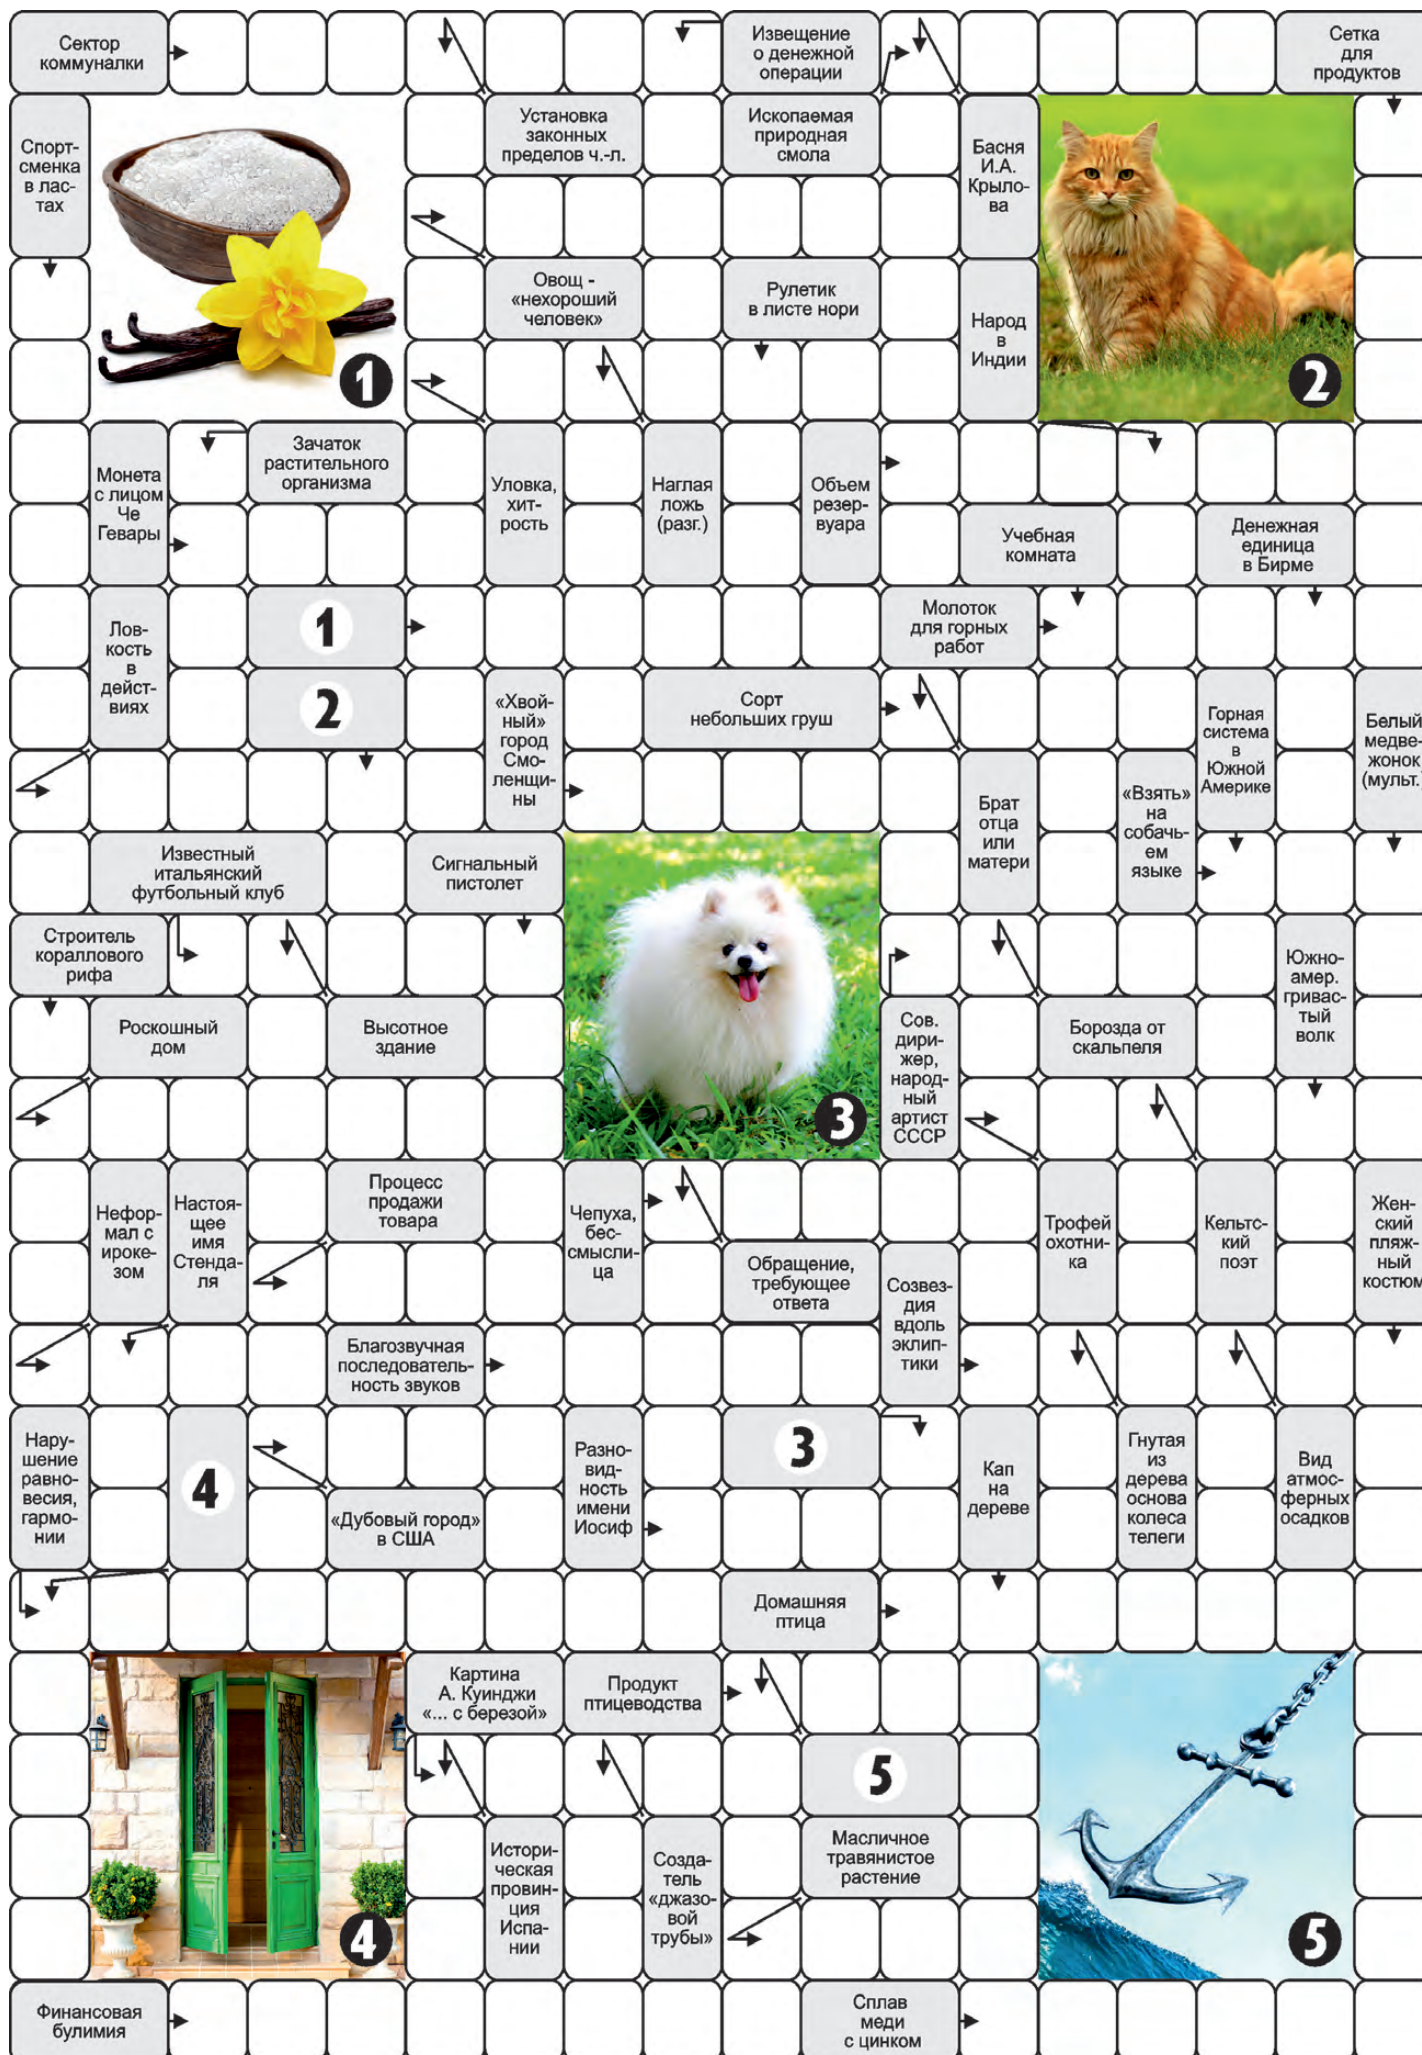 Сектор
коммуналки
Извещение
о денежной
операции
Сетка
для
продуктов
Спорт-
сменка
в лас-
тах
Установка
законных
пределов ч.-л.
Ископаемая
природная
смола
Басня
И.А.
Крыло-
ва
Овощ -
«нехороший
человек»
Рулетик
в листе нори
Народ
в
Индии
1
2
Монета
с лицом
Че
Гевары
Зачаток
растительного
организма
Уловка,
хит-
рость
Наглая
ложь
(разг.)
Объем
резер-
вуара
Учебная
комната
Денежная
единица
в Бирме
Лов-
кость
в
дейст-
виях
1
Молоток
для горных
работ
2
«Хвой-
ный»
город
Смо-
ленщи-
ны
Сорт
небольших груш
Горная
система
в
Южной
Америке
Белый
медве-
жонок
(мульт.)
Брат
отца
или
матери
«Взять»
на
собачь-
ем
языке
Известный
итальянский
футбольный клуб
Сигнальный
пистолет
Строитель
кораллового
рифа
Южно-
амер.
гривас-
тый
волк
Роскошный
дом
Высотное
здание
Сов.
дири-
жер,
народ-
ный
артист
СССР
Борозда от
скальпеля
3
Нефор-
мал с
ироке-
зом
Настоя-
щее
имя
Стенда-
ля
Процесс
продажи
товара
Чепуха,
бес-
смысли-
ца
Трофей
охотни-
ка
Кельтс-
кий
поэт
Жен-
ский
пляж-
ный
костюм
Обращение,
требующее
ответа
Созвез-
дия
вдоль
эклип-
тики
Благозвучная
последователь-
ность звуков
Нару-
шение
равно-
весия,
гармо-
нии
4
Разно-
вид-
ность
имени
Иосиф
3
Кап
на
дереве
Гнутая
из
дерева
основа
колеса
телеги
Вид
атмос-
ферных
осадков
«Дубовый город»
в США
Домашняя
птица
Картина
А. Куинджи
«... с березой»
Продукт
птицеводства
5
Истори-
ческая
провин-
ция
Испа-
нии
Созда-
тель
«джазо-
вой
трубы»
Масличное
травянистое
растение
4
5
Финансовая
булимия
Сплав
меди
с цинком